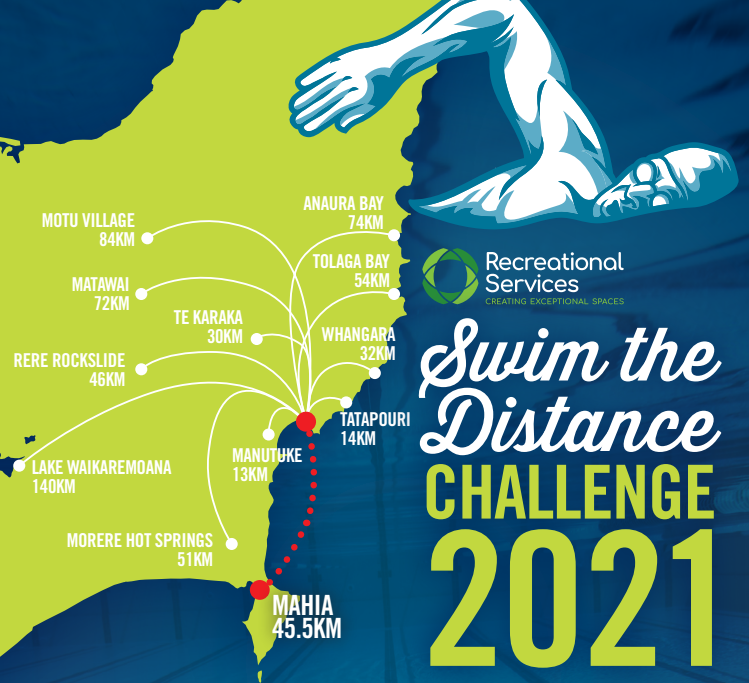 ANAURA BAY
74KM
MOTU VILLAGE
84KM
TOLAGA BAY
54KM
MATAWAI
72KM
TE KARAKA
30KM
WHANGARA
32KM
RERE ROCKSLIDE
46KM
TATAPOURI
14KM
MANUTUKE
13KM
LAKE WAIKAREMOANA
140KM
MORERE HOT SPRINGS
51KM
MAHIA
45.5KM
Recreational
Services
CREATING EXCEPTIONAL SPACES
Swim the
Distance
CHALLENGE
2021